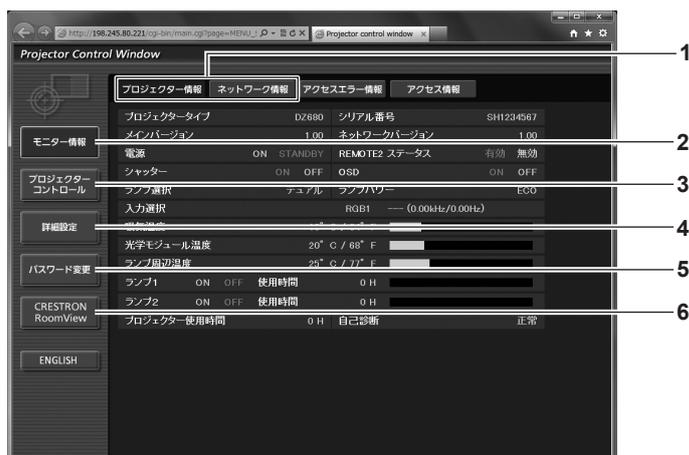 http://198.245.80.221/cgi-bin/main.cgi?page=MENU_
Projector control window
Projector Control Window
1
プロジェクター情報 ネットワーク情報 アクセスエラー情報 アクセス情報
プロジェクタータイプ DZ680 シリアル番号 SH1234567
メインバージョン 1.00 ネットワークバージョン 1.00
モニター情報
2
電源 ON STANDBY REMOTE2 ステータス 有効 無効
シャッター ON OFF OSD ON OFF
プロジェクター
コントロール
3
ランプ選択 デュアル ランプパワー ECO
入力選択 RGB1 --- (0.00kHz/0.00Hz)
詳細設定
4
光学モジュール温度 20° C / 68° F
ランプ周辺温度 25° C / 77° F
パスワード変更
5
ランプ1 ON OFF 使用時間 0 H
ランプ2 ON OFF 使用時間 0 H
CRESTRON
RoomView
6
プロジェクター使用時間 0 H 自己診断 正常
ENGLISH